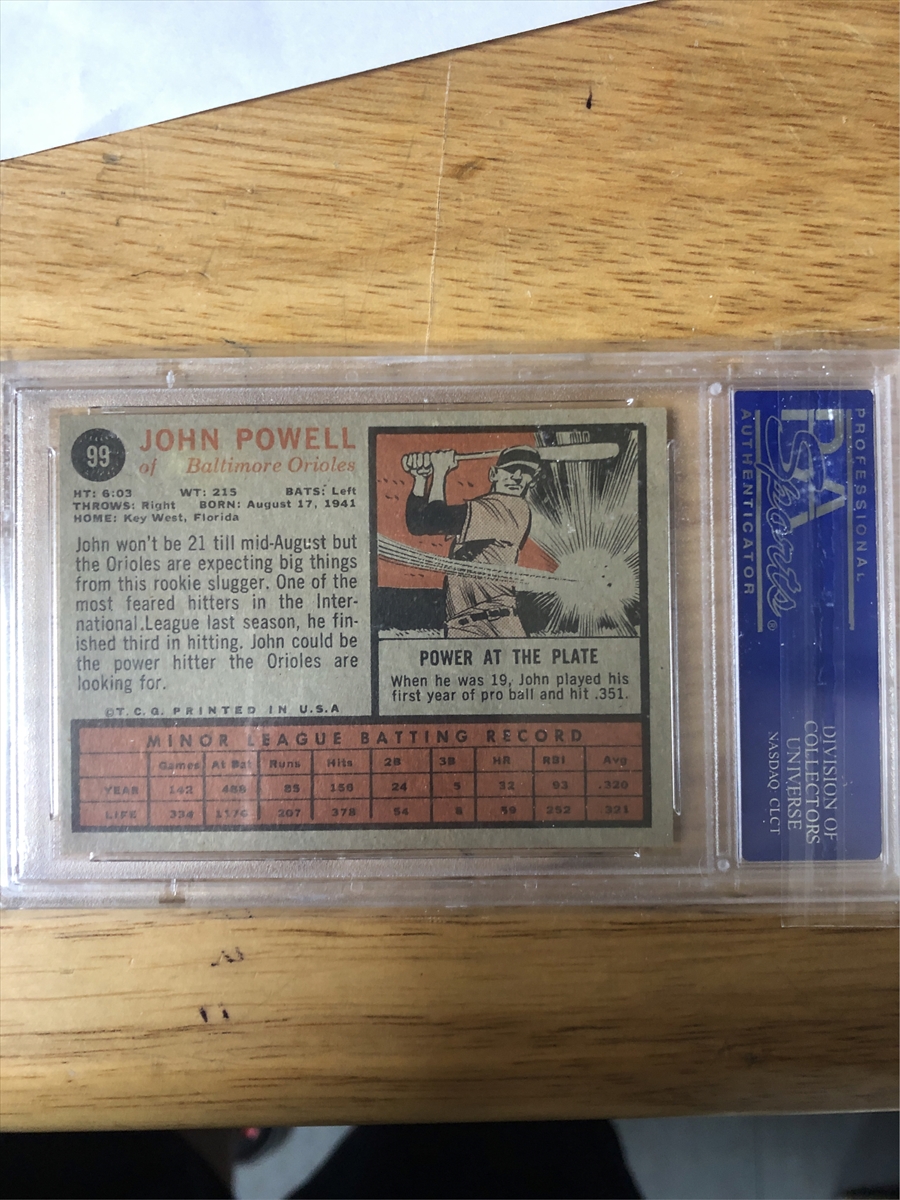 99
JOHN POWELL
of Baltimore Orioles
HT: 6:03 WT: 215 BATS: Left
THROWS: Right BORN: August 17, 1941
HOME: Key West, Florida
John won't be 21 till mid-August but
the Orioles are expecting big things
from this rookie slugger. One of the
most feared hitters in the Inter-
national League last season, he fin-
ished third in hitting. John could be
the power hitter the Orioles are
looking for.
©T. C. G. PRINTED IN U.S.A
POWER AT THE PLATE
When he was 19, John played his
first year of pro ball and hit .351.
MINOR LEAGUE BATTING RECORD
Games At Bat Runs Hits 2B 3B HR RBI Avg.
YEAR 142 488 85 156 24 5 32 93 .320
LIFE 334 1176 207 378 54 8 59 252 .321
PSA
Sports
®
PROFESSIONAL
AUTHENTICATOR
DIVISION OF
COLLECTORS
UNIVERSE
NASDAQ CLCT